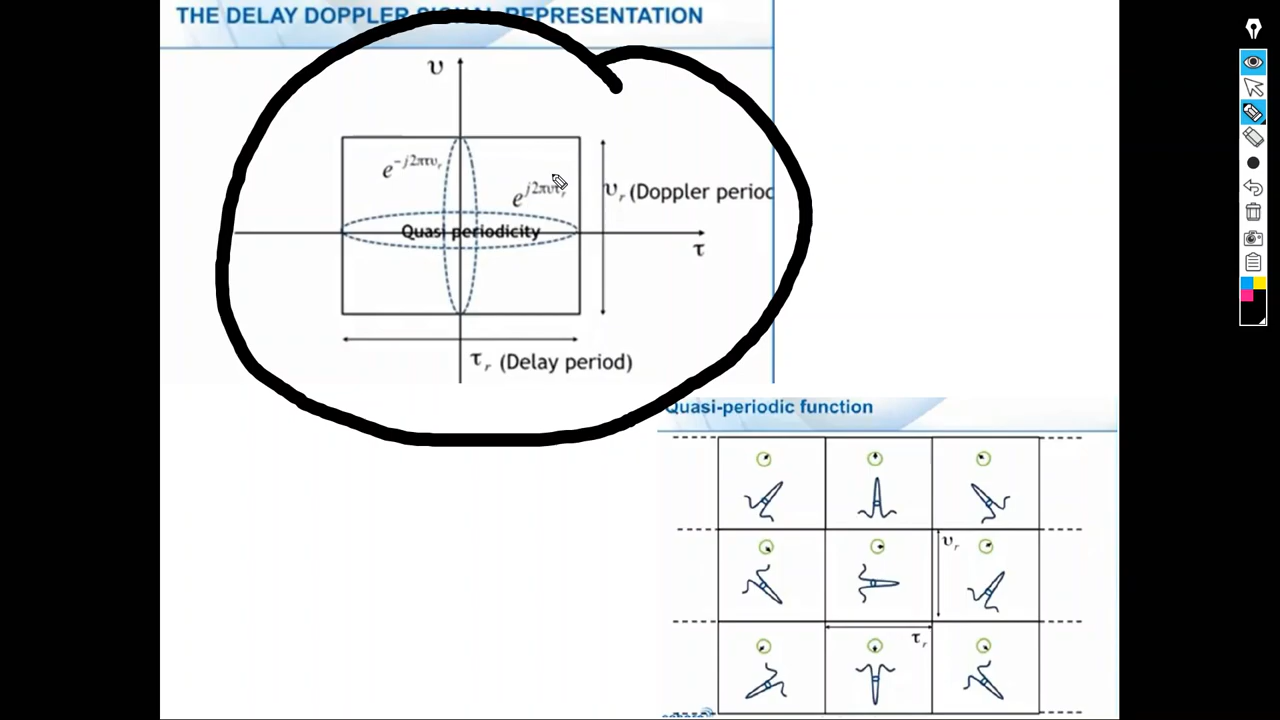 THE DELAY DOPPLER SIGNAL REPRESENTATION
υ
e^{-j2πτυ_r}
e^{j2πυτ_r}
υ_r (Doppler perioc
Quasi periodicity
τ
τ_r (Delay period)
Quasi-periodic function
υ_r
τ_r